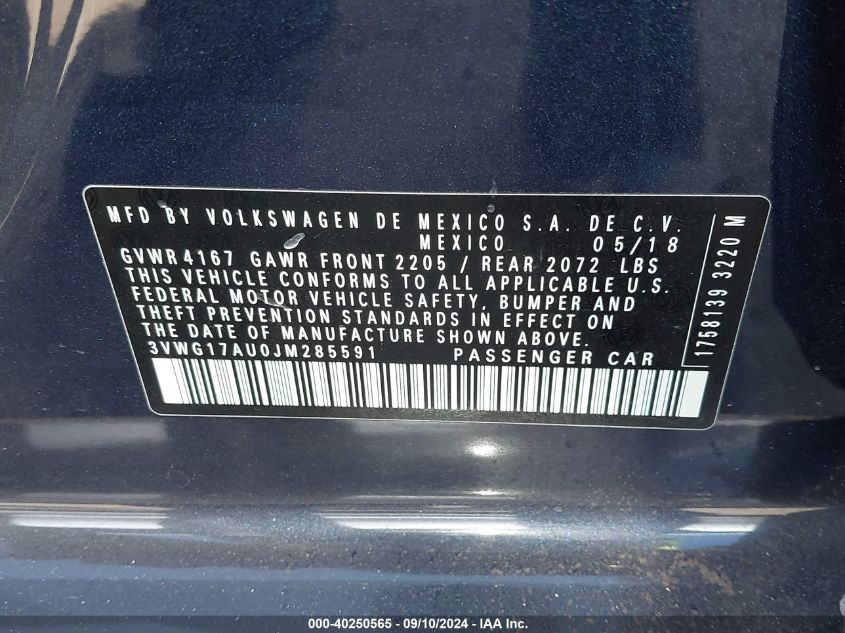 MFD BY VOLKSWAGEN DE MEXICO S.A. DE C.V.
MEXICO 05/18
GVWR 4167 GAWR FRONT 2205 / REAR 2072 LBS
THIS VEHICLE CONFORMS TO ALL APPLICABLE U.S.
FEDERAL MOTOR VEHICLE SAFETY, BUMPER AND
THEFT PREVENTION STANDARDS IN EFFECT ON
THE DATE OF MANUFACTURE SHOWN ABOVE.
3VWG17AU0JM285591 PASSENGER CAR
1758139 3220 M
000-40250565 - 09/10/2024 - IAA, Inc.